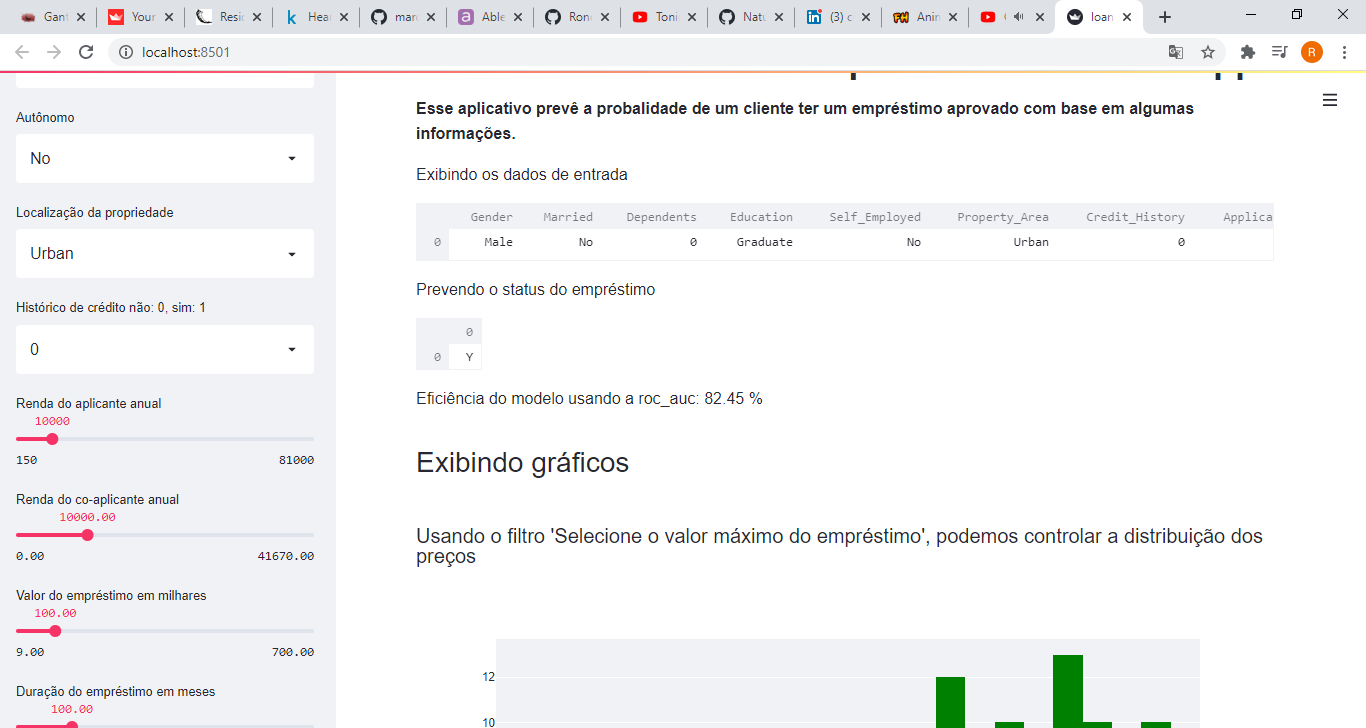 Gant
Your
Resid
Hear
marc
Able
Rond
Toni
Natu
(3) c
Anin
loan
localhost:8501
R
Autônomo
No
Localização da propriedade
Urban
Histórico de crédito não: 0, sim: 1
0
Renda do aplicante anual
10000
150 81000
Renda do co-aplicante anual
10000.00
0.00 41670.00
Valor do empréstimo em milhares
100.00
9.00 700.00
Duração do empréstimo em meses
100.00
Esse aplicativo prevê a probalidade de um cliente ter um empréstimo aprovado com base em algumas
informações.
Exibindo os dados de entrada
Gender Married Dependents Education Self_Employed Property_Area Credit_History Applica
0 Male No 0 Graduate No Urban 0
Prevendo o status do empréstimo
0
0 Y
Eficiência do modelo usando a roc_auc: 82.45 %
Exibindo gráficos
Usando o filtro 'Selecione o valor máximo do empréstimo', podemos controlar a distribuição dos
preços
12
10